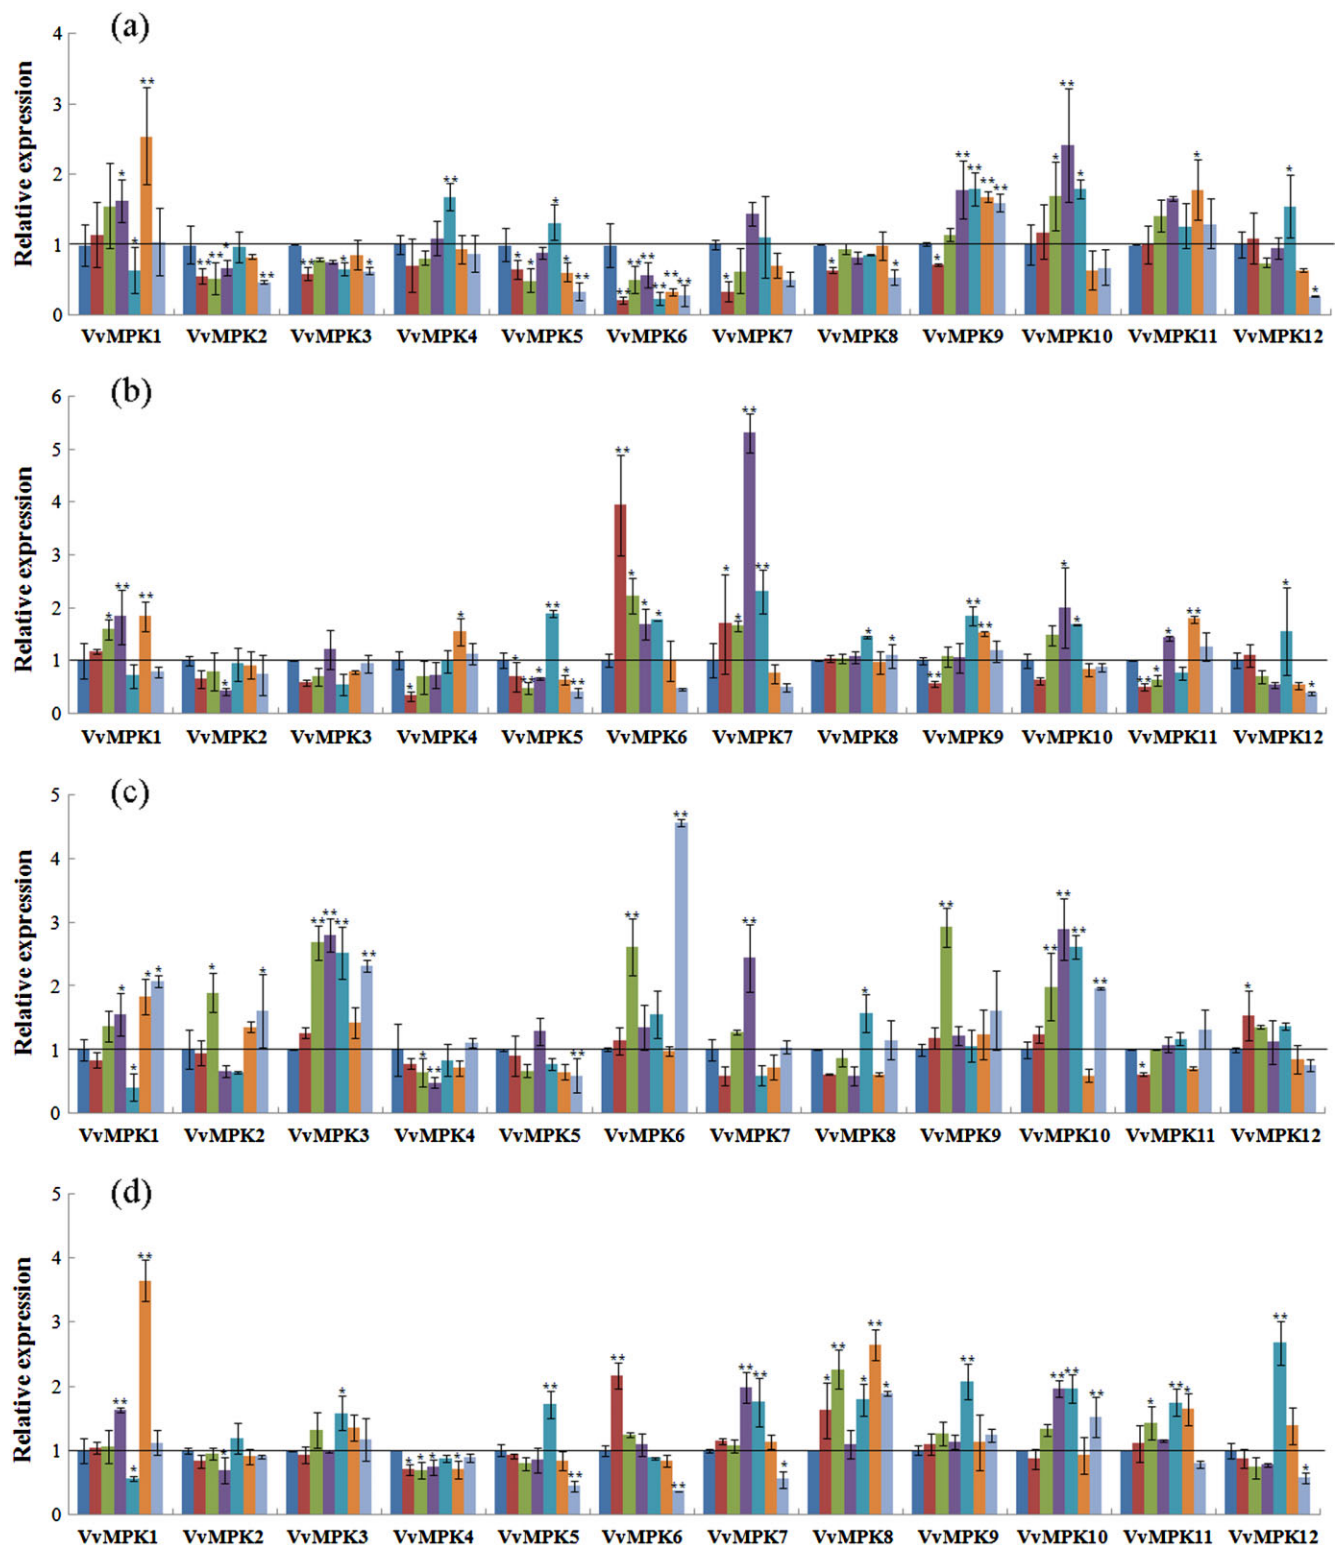 (a)
4
3
2
1
0
Relative expression
VvMPK1 VvMPK2 VvMPK3 VvMPK4 VvMPK5 VvMPK6 VvMPK7 VvMPK8 VvMPK9 VvMPK10 VvMPK11 VvMPK12
(b)
6
5
4
3
2
1
0
Relative expression
VvMPK1 VvMPK2 VvMPK3 VvMPK4 VvMPK5 VvMPK6 VvMPK7 VvMPK8 VvMPK9 VvMPK10 VvMPK11 VvMPK12
(c)
5
4
3
2
1
0
Relative expression
VvMPK1 VvMPK2 VvMPK3 VvMPK4 VvMPK5 VvMPK6 VvMPK7 VvMPK8 VvMPK9 VvMPK10 VvMPK11 VvMPK12
(d)
5
4
3
2
1
0
Relative expression
VvMPK1 VvMPK2 VvMPK3 VvMPK4 VvMPK5 VvMPK6 VvMPK7 VvMPK8 VvMPK9 VvMPK10 VvMPK11 VvMPK12